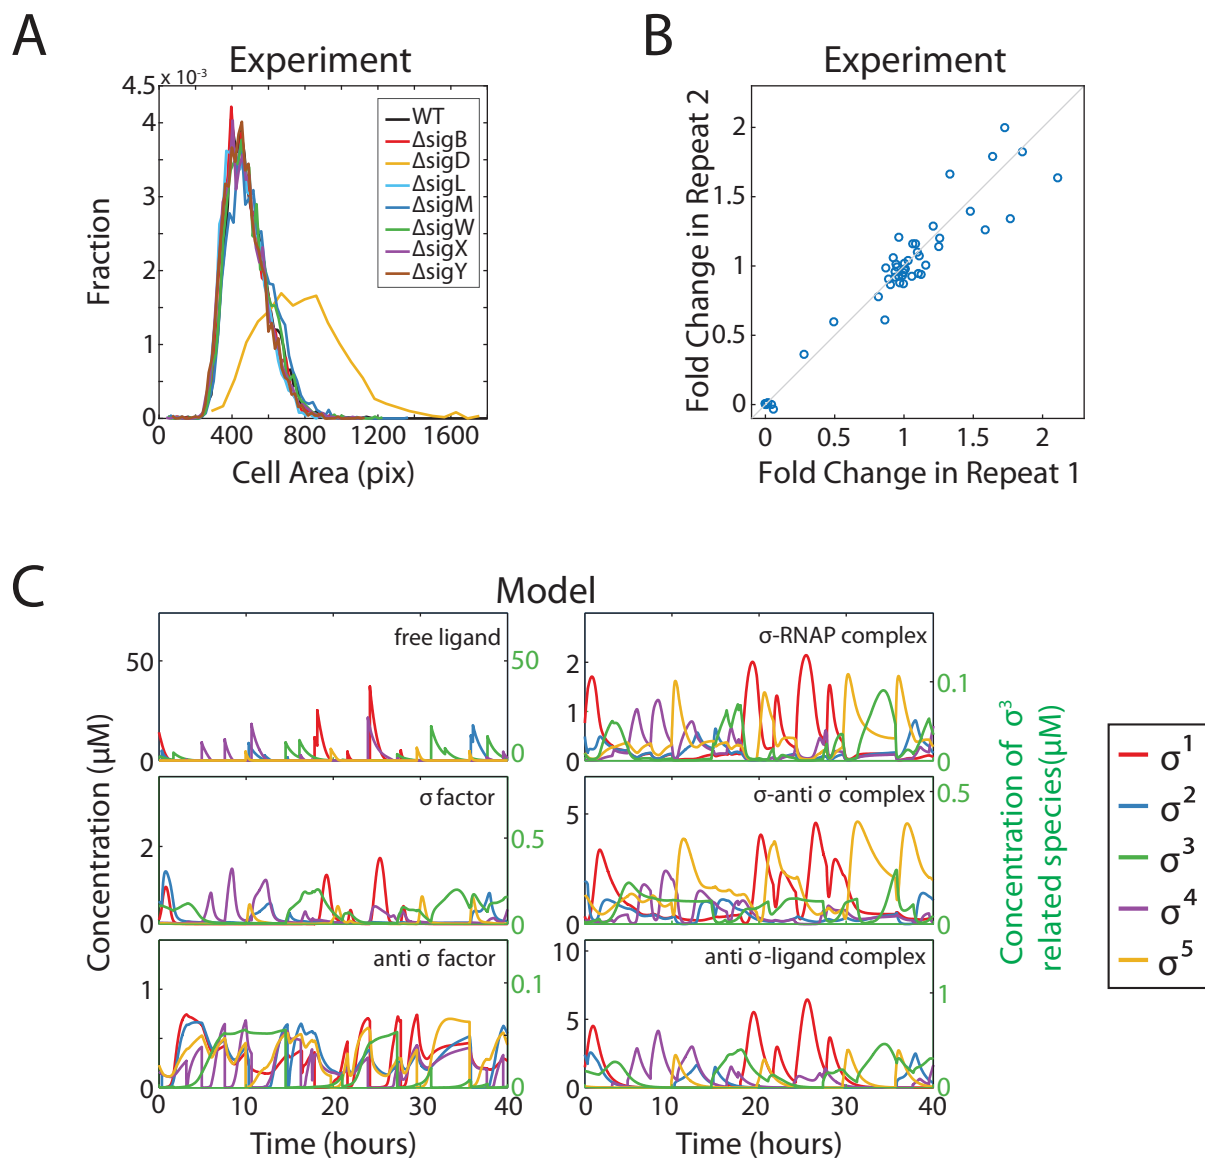 A
Experiment
4.5 x 10⁻³
4
3
2
1
0
0 400 800 1200 1600
Fraction
Cell Area (pix)
WT
ΔsigB
ΔsigD
ΔsigL
ΔsigM
ΔsigW
ΔsigX
ΔsigY
B
Experiment
2
1.5
1
0.5
0
0 0.5 1 1.5 2
Fold Change in Repeat 2
Fold Change in Repeat 1
C
Model
free ligand
50
0
50
0
σ factor
2
0
0.5
0
anti σ factor
1
0
0.1
0
0 10 20 30 40
Time (hours)
Concentration (μM)
σ-RNAP complex
2
1
0
0.1
0
σ-anti σ complex
5
0
0.5
0
anti σ-ligand complex
10
5
0
1
0
0 10 20 30 40
Time (hours)
Concentration of σ³
related species(μM)
σ¹
σ²
σ³
σ⁴
σ⁵